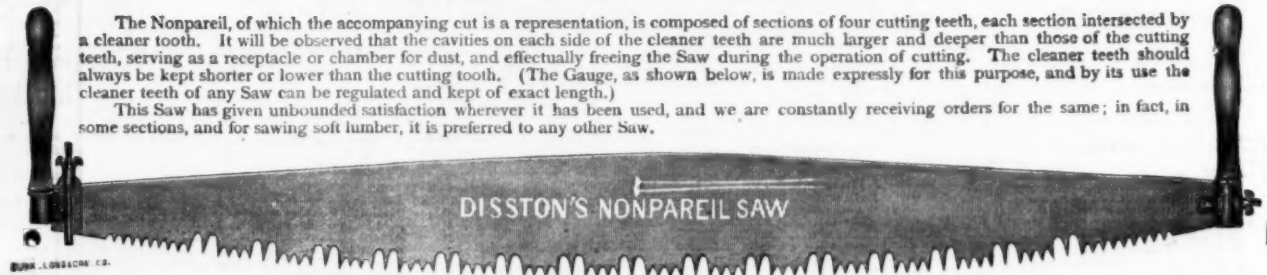 The Nonpareil, of which the accompanying cut is a representation, is composed of sections of four cutting teeth, each section intersected by
a cleaner tooth. It will be observed that the cavities on each side of the cleaner teeth are much larger and deeper than those of the cutting
teeth, serving as a receptacle or chamber for dust, and effectually freeing the Saw during the operation of cutting. The cleaner teeth should
always be kept shorter or lower than the cutting tooth. (The Gauge, as shown below, is made expressly for this purpose, and by its use the
cleaner teeth of any Saw can be regulated and kept of exact length.)
This Saw has given unbounded satisfaction wherever it has been used, and we are constantly receiving orders for the same; in fact, in
some sections, and for sawing soft lumber, it is preferred to any other Saw.
DISSTON'S NONPAREIL SAW
CO.